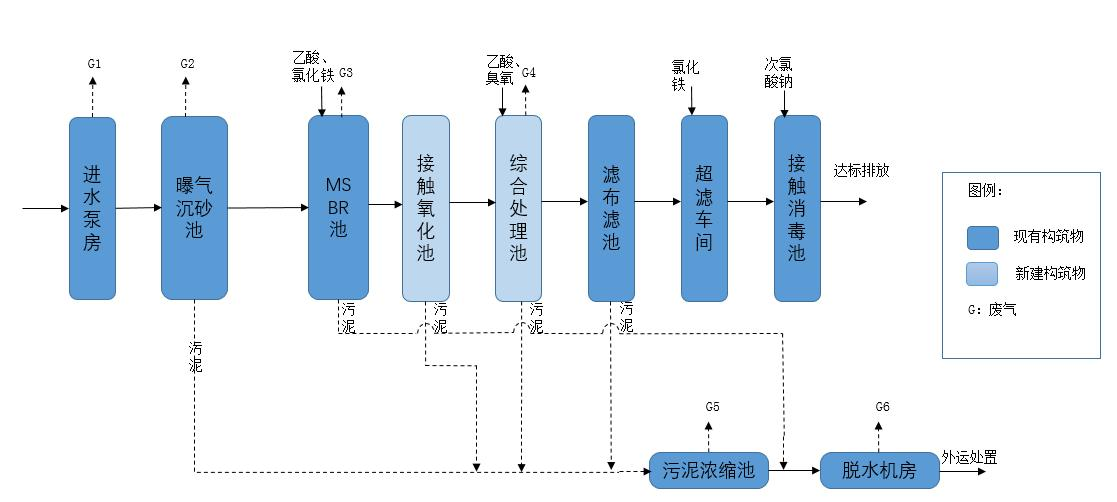 G1
G2
乙酸、
氯化铁
G3
乙酸、
臭氧
G4
氯化
铁
次氯
酸钠
进
水
泵
房
曝气
沉砂
池
MS
BR
池
接
触
氧
化
池
综
合
处
理
池
滤
布
滤
池
超
滤
车
间
接
触
消
毒
池
达标排放
图例:
现有构筑物
新建构筑物
G: 废气
污
泥
污
泥
污
泥
污
泥
污
泥
G5
G6
污泥浓缩池
脱水机房
外运处置